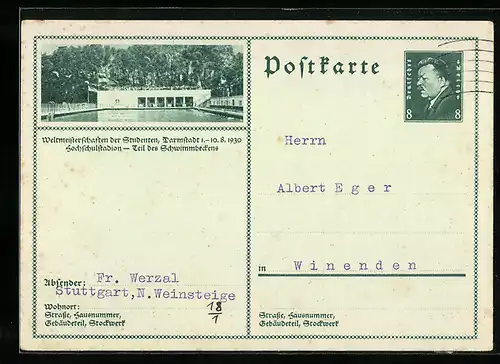 Weltmeisterschaften der Studenten, Darmstadt 1.–10. 8. 1930
Hochschulstadion — Teil des Schwimmbeckens
Absender: Fr. Werzal
Stuttgart,N.Weinsteige
Wohnort:
Straße, Hausnummer,
Gebäudeteil, Stockwerk
18
1
Postkarte
Deutsches Reich
8 8
Herrn
Albert Eger
in Winenden
Straße, Hausnummer,
Gebäudeteil, Stockwerk